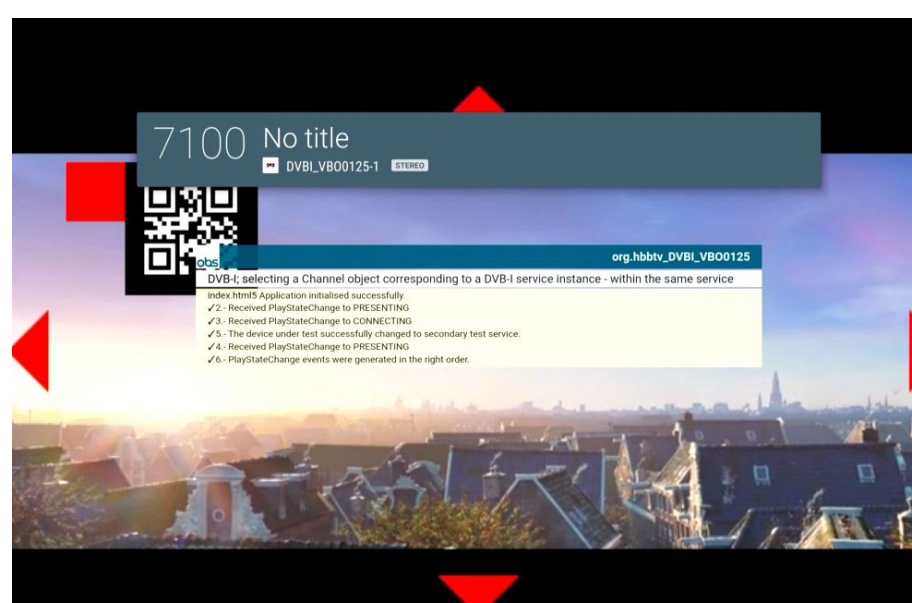 7100 No title
DVBI_VBO0125-1 STEREO
obs
org.hbbtv_DVBI_VBO0125
DVB-I; selecting a Channel object corresponding to a DVB-I service instance - within the same service
index.html5 Application initialised successfully.
✓2.- Received PlayStateChange to PRESENTING
✓3.- Received PlayStateChange to CONNECTING
✓5.- The device under test successfully changed to secondary test service.
✓4.- Received PlayStateChange to PRESENTING
✓6.- PlayStateChange events were generated in the right order.